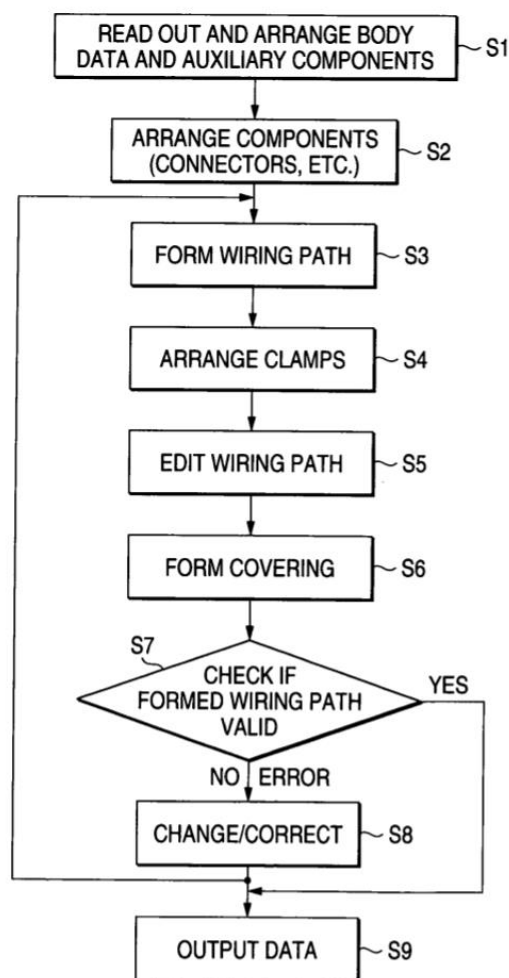 READ OUT AND ARRANGE BODY
DATA AND AUXILIARY COMPONENTS
S1
ARRANGE COMPONENTS
(CONNECTORS, ETC.)
S2
FORM WIRING PATH
S3
ARRANGE CLAMPS
S4
EDIT WIRING PATH
S5
FORM COVERING
S6
S7
CHECK IF
FORMED WIRING PATH
VALID
YES
NO ERROR
CHANGE/CORRECT
S8
OUTPUT DATA
S9